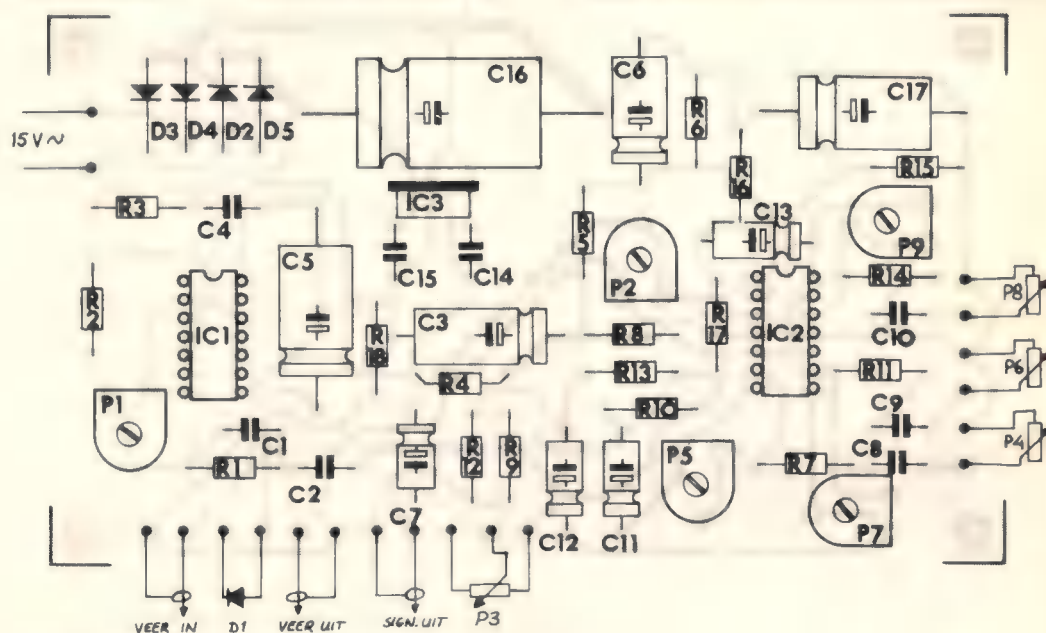 C16
C6
C17
R6
15V~
D3 D4 D2 D5
R16
R15
R3
C4
IC3
R5
C13
P9
C5
C15
C14
P2
R14
P8
R2
IC1
R18
C3
R8
R17
IC2
C10
R4
R13
R11
P6
P1
R10
C9
P4
C1
R1
C2
R12
R9
P5
R7
C8
C7
C12
C11
P7
VEER IN
D1
VEER UIT
SIGN. UIT
P3